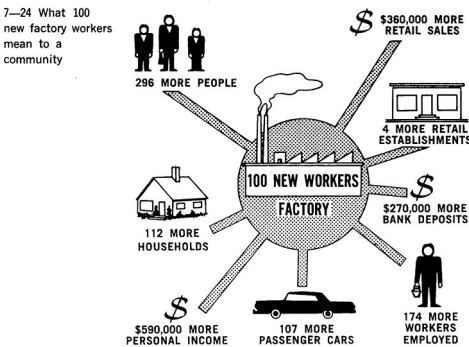 7—24 What 100
new factory workers
mean to a
community
296 MORE PEOPLE
$ $360,000 MORE
RETAIL SALES
4 MORE RETAIL
ESTABLISHMENTS
100 NEW WORKERS
FACTORY
$
$270,000 MORE
BANK DEPOSITS
112 MORE
HOUSEHOLDS
$
$590,000 MORE
PERSONAL INCOME
107 MORE
PASSENGER CARS
174 MORE
WORKERS
EMPLOYED